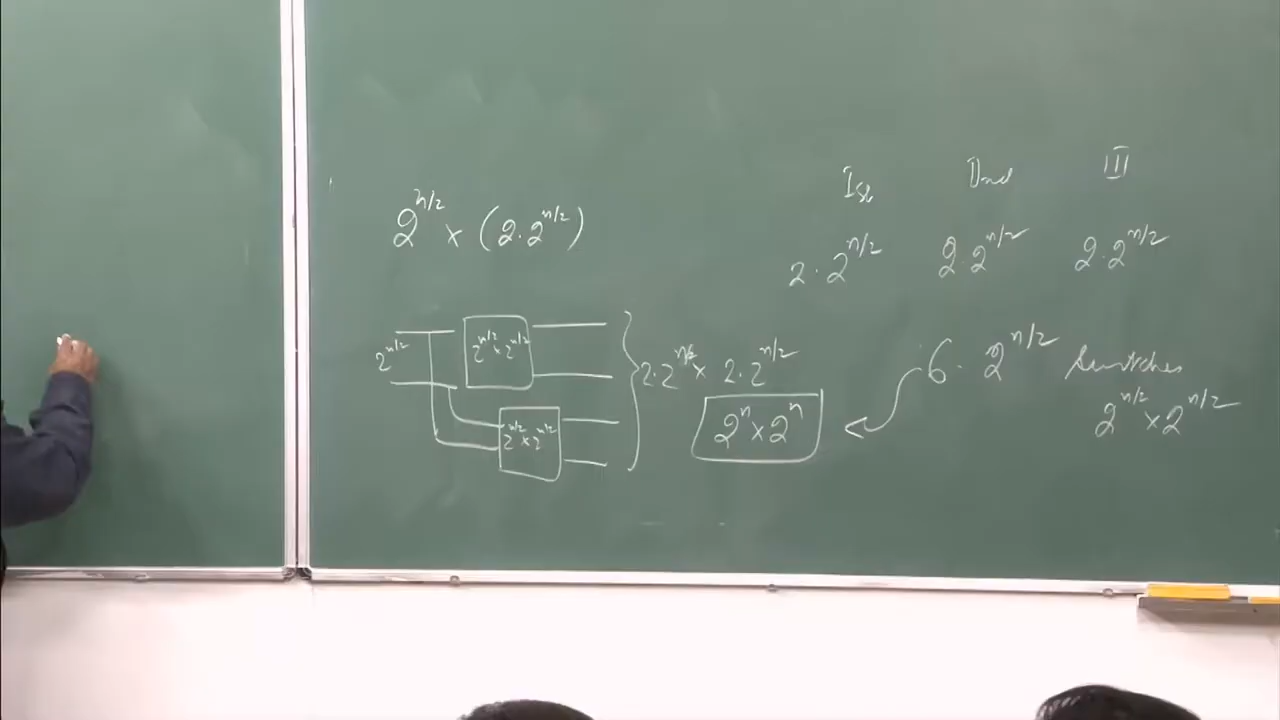 Ist IInd III
2^{n/2} × (2·2^{n/2})
2·2^{n/2} 2·2^{n/2} 2·2^{n/2}
2^{n/2} 2^{n/2} × 2^{n/2}
2^{n/2} × 2^{n/2}
2·2^{n/2} × 2·2^{n/2}
6· 2^{n/2} Switches
2^n × 2^n
2^{n/2} × 2^{n/2}